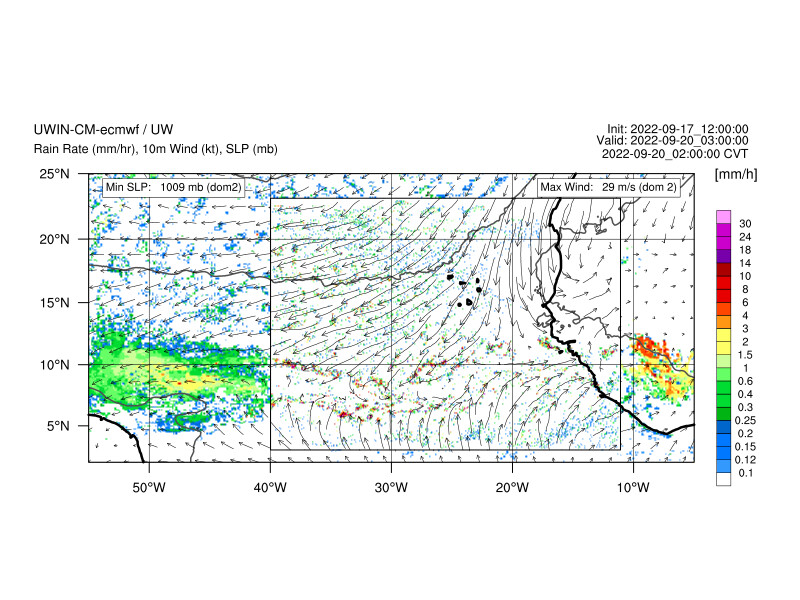 UWIN-CM-ecmwf / UW
Init: 2022-09-17_12:00:00
Valid: 2022-09-20_03:00:00
Rain Rate (mm/hr), 10m Wind (kt), SLP (mb)
2022-09-20_02:00:00 CVT
25°N
[mm/h]
Min SLP: 1009 mb (dom2)
Max Wind: 29 m/s (dom 2)
20°N
15°N
10°N
5°N
50°W
40°W
30°W
20°W
10°W
30
24
18
14
10
8
6
4
3
2
1.5
1
0.6
0.4
0.3
0.25
0.2
0.15
0.12
0.1